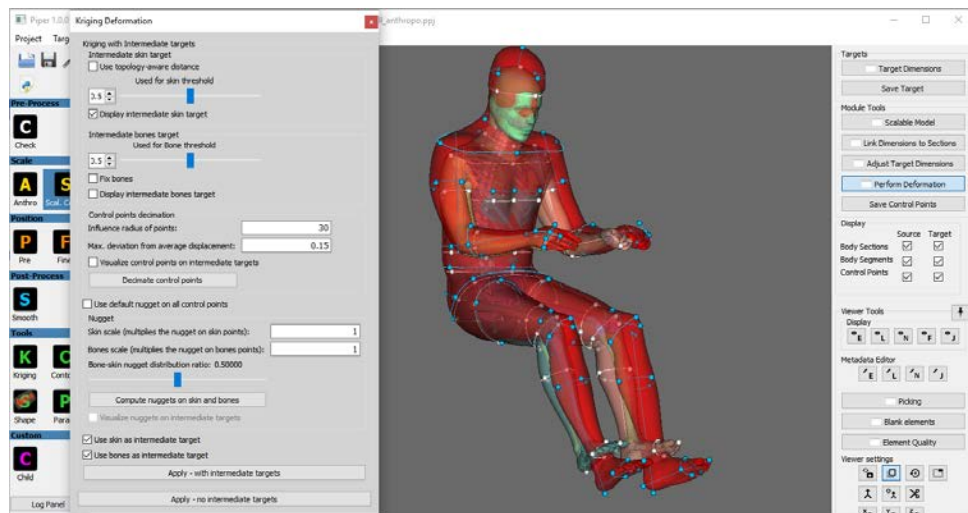 Piper 1.0.0
Kriging Deformation
_anthropo.ppj
Project
Targ
Pre-Process
C
Check
Scale
A
S
Anthro
Scal. C
Position
P
F
Pre
Fine
Post-Process
S
Smooth
Tools
K
C
Kriging
Conto
S
P
Shape
Para
Custom
C
Child
Log Panel
Kriging with Intermediate targets
Intermediate skin target
Use topology-aware distance
Used for skin threshold
0.5
Display intermediate skin target
Intermediate bones target
Used for Bone threshold
0.5
Fix bones
Display intermediate bones target
Control points decimation
Influence radius of points:
30
Max. deviation from average displacement:
0.15
Visualize control points on intermediate targets
Decimate control points
Use default nugget on all control points
Nugget
Skin scale (multiplies the nugget on skin points):
1
Bones scale (multiplies the nugget on bones points):
1
Bone-skin nugget distribution ratio: 0.50000
Compute nuggets on skin and bones
Visualize nuggets on intermediate targets
Use skin as intermediate target
Use bones as intermediate target
Apply - with intermediate targets
Apply - no intermediate targets
Targets
Target Dimensions
Save Target
Module Tools
Scalable Model
Link Dimensions to Sections
Adjust Target Dimensions
Perform Deformation
Save Control Points
Display
Source Target
Body Sections
Body Segments
Control Points
Viewer Tools
Display
E L N F J
Metadata Editor
E L N J
Picking
Blank elements
Element Quality
Viewer settings